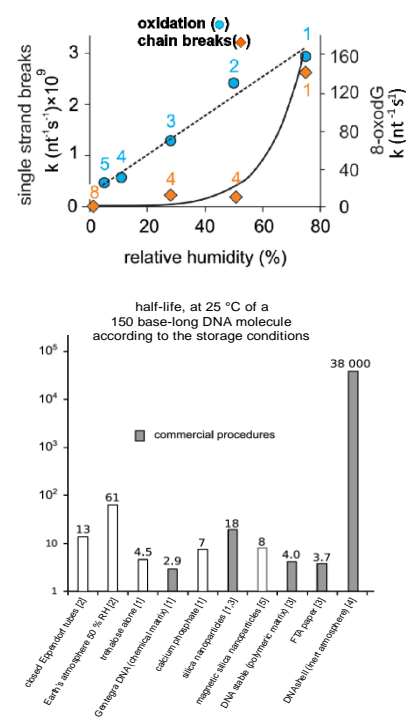 oxidation ( )
chain breaks( )
single strand breaks
k (nt⁻¹s⁻¹)×10⁹
3
2
1
0
160
120
80
40
0
8-oxodG
k (nt⁻¹s¹)
8
5
4
3
2
1
4
4
1
0
20
40
60
80
relative humidity (%)
half-life, at 25 °C of a
150 base-long DNA molecule
according to the storage conditions
10⁵
10⁴
10³
10²
10
1
commercial procedures
13
61
4.5
2.9
7
18
8
4.0
3.7
38 000
closed Eppendorf tubes [2]
Earth's atmosphere 50 % RH [2]
trehalose alone [1]
Gentegra DNA (chemical matrix) [1]
calcium phosphate [1]
silica nanoparticles [1,3]
magnetic silica nanoparticles [5]
DNA stable (polymeric matrix) [3]
FTA paper [3]
DNAshell (inert atmosphere) [4]